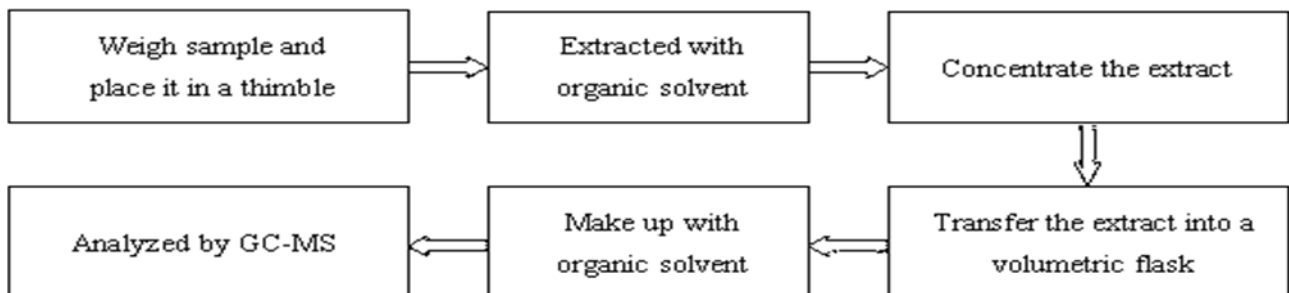 Weigh sample and
place it in a thimble
Extracted with
organic solvent
Concentrate the extract
Transfer the extract into a
volumetric flask
Make up with
organic solvent
Analyzed by GC-MS